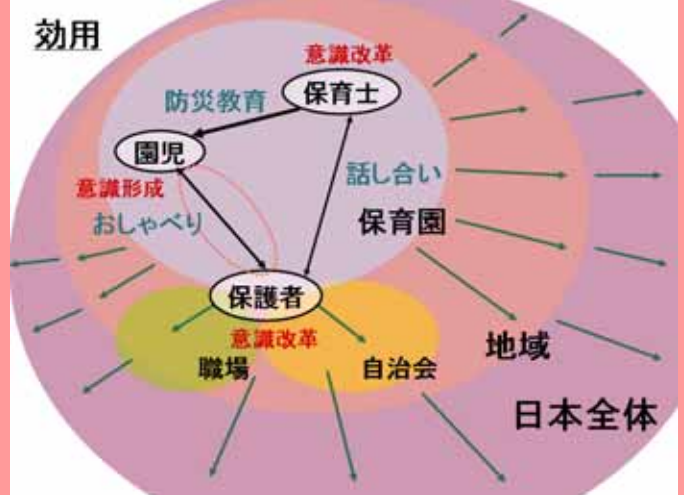 効用
意識改革
保育士
防災教育
園児
意識形成
おしゃべり
話し合い
保育園
保護者
意識改革
職場
自治会
地域
日本全体